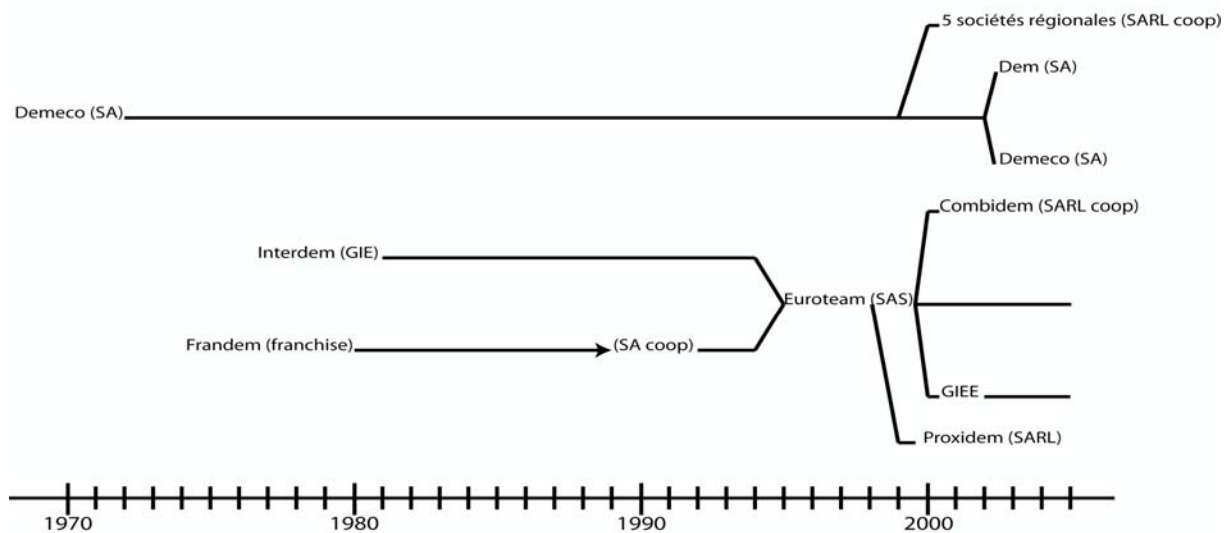 5 sociétés régionales (SARL coop)
Dem (SA)
Demeco (SA)
Demeco (SA)
Combidem (SARL coop)
Interdem (GIE)
Euroteam (SAS)
Frandem (franchise)
(SA coop)
GIEE
Proxidem (SARL)
1970
1980
1990
2000